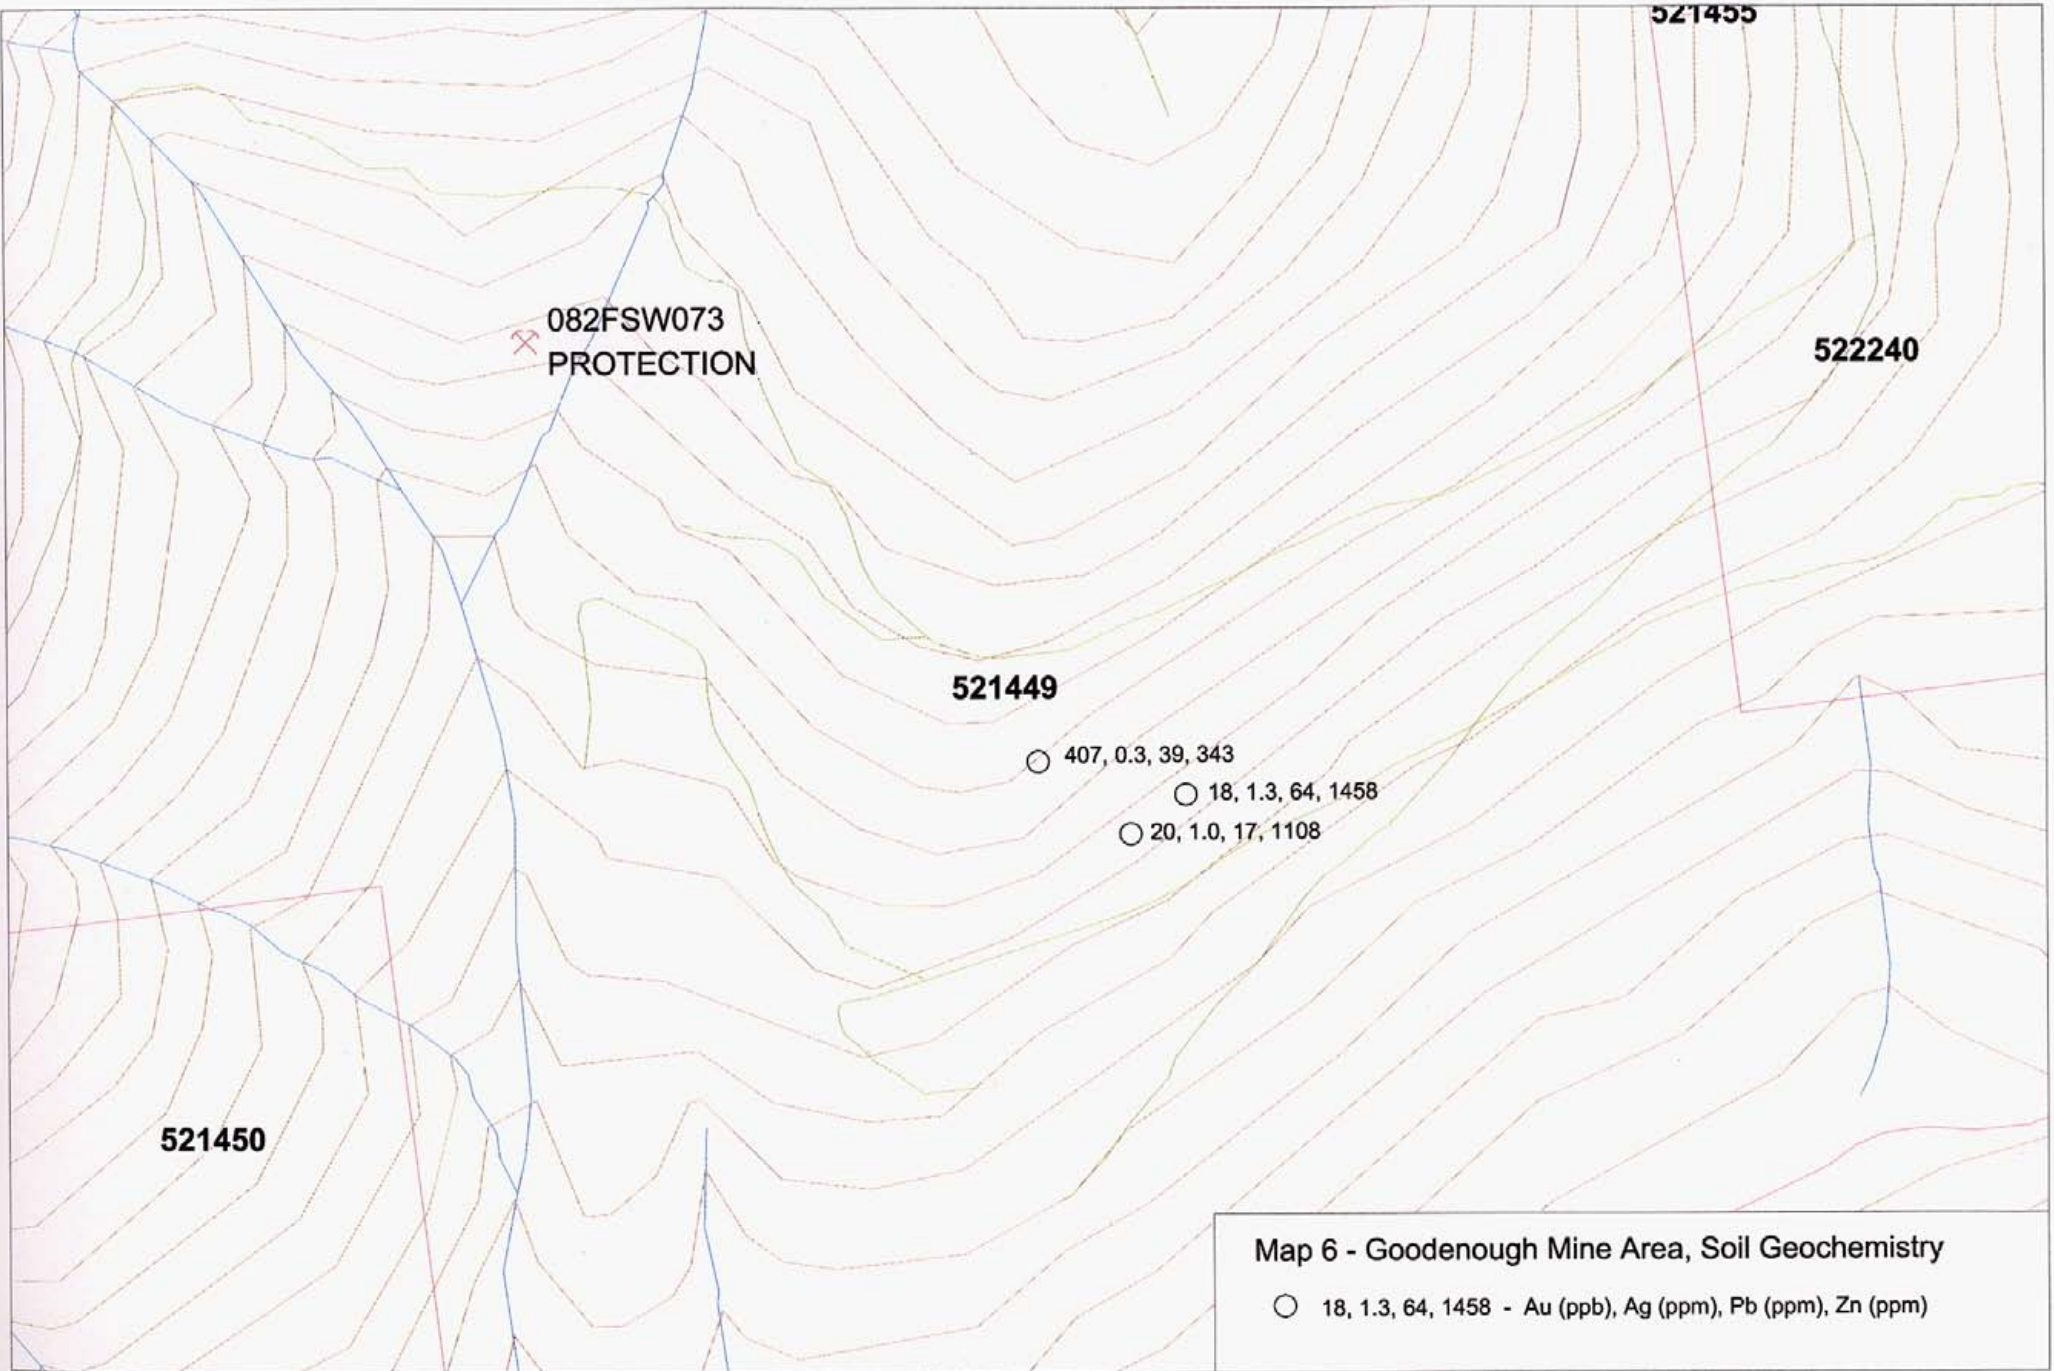 521455
082FSW073
PROTECTION
522240
521449
407, 0.3, 39, 343
18, 1.3, 64, 1458
20, 1.0, 17, 1108
521450
Map 6 - Goodenough Mine Area, Soil Geochemistry
18, 1.3, 64, 1458 - Au (ppb), Ag (ppm), Pb (ppm), Zn (ppm)